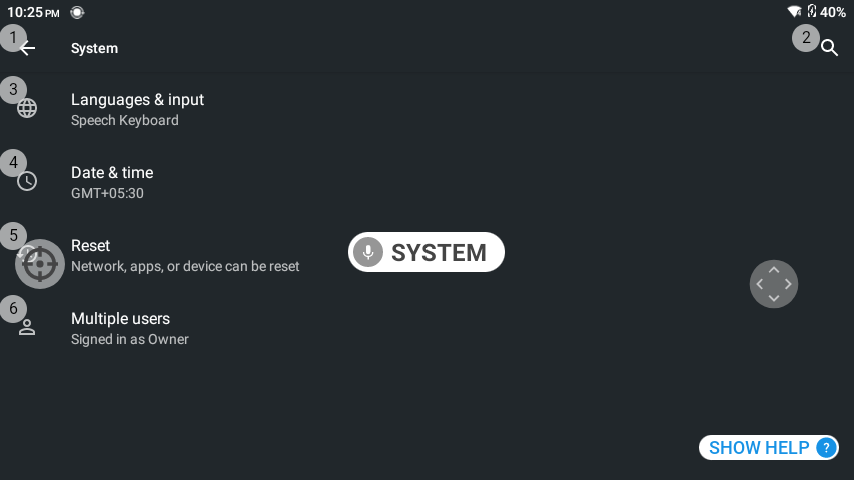 10:25 PM
40%
1
System
2
3
Languages & input
Speech Keyboard
4
Date & time
GMT+05:30
5
Reset
Network, apps, or device can be reset
SYSTEM
6
Multiple users
Signed in as Owner
SHOW HELP ?